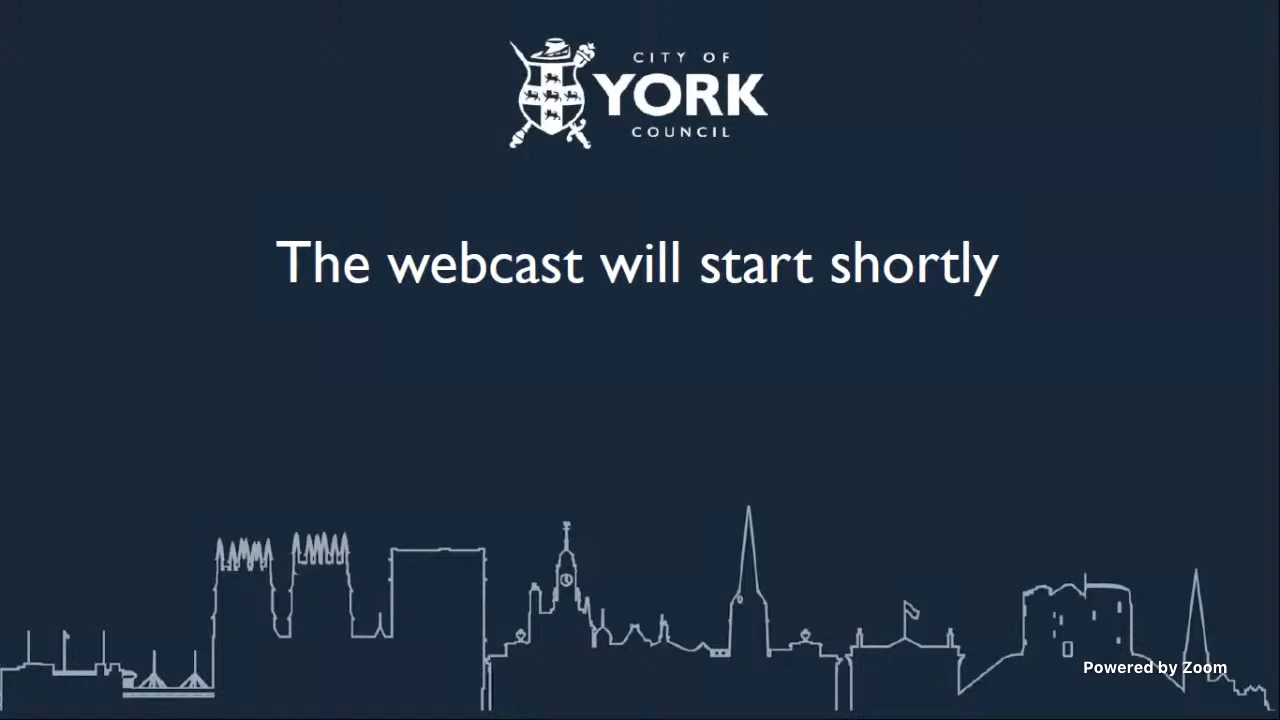 CITY OF
YORK
COUNCIL
The webcast will start shortly
Powered by Zoom